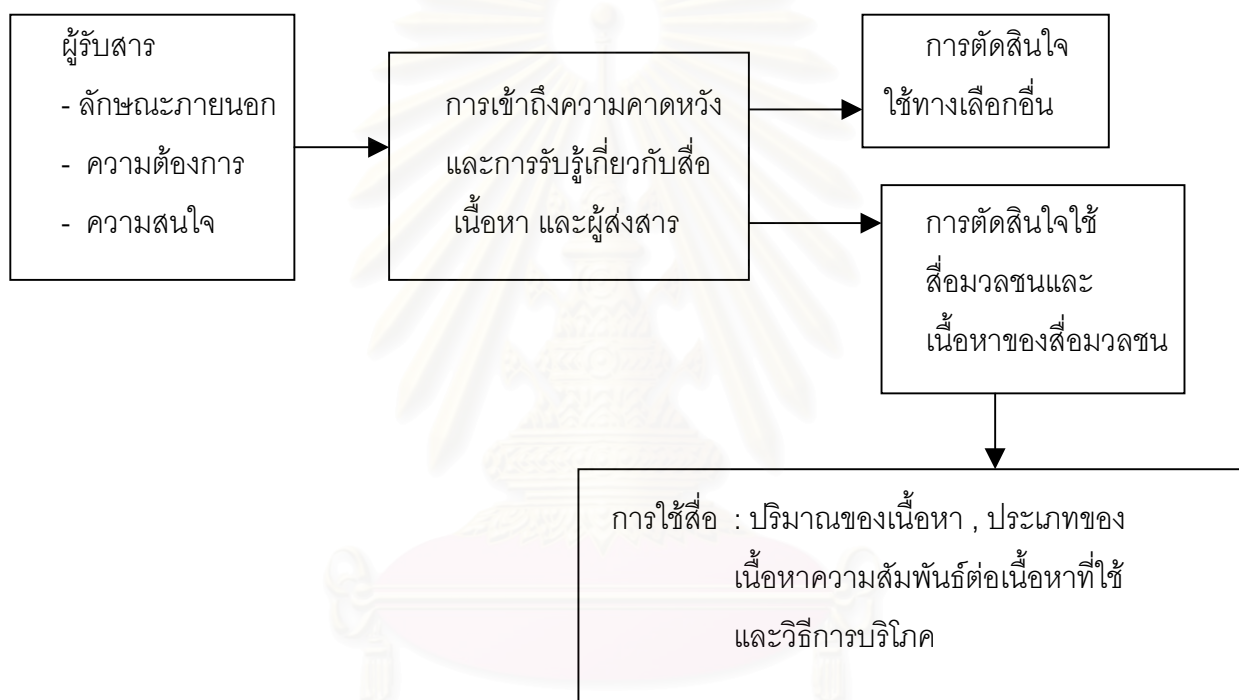 ผู้รับสาร
- ลักษณะภายนอก
- ความต้องการ
- ความสนใจ
การเข้าถึงความคาดหวัง
และการรับรู้เกี่ยวกับสื่อ
เนื้อหา และผู้ส่งสาร
การตัดสินใจ
ใช้ทางเลือกอื่น
การตัดสินใจใช้
สื่อมวลชนและ
เนื้อหาของสื่อมวลชน
การใช้สื่อ : ปริมาณของเนื้อหา , ประเภทของ
เนื้อหาความสัมพันธ์ต่อเนื้อหาที่ใช้
และวิธีการบริโภค